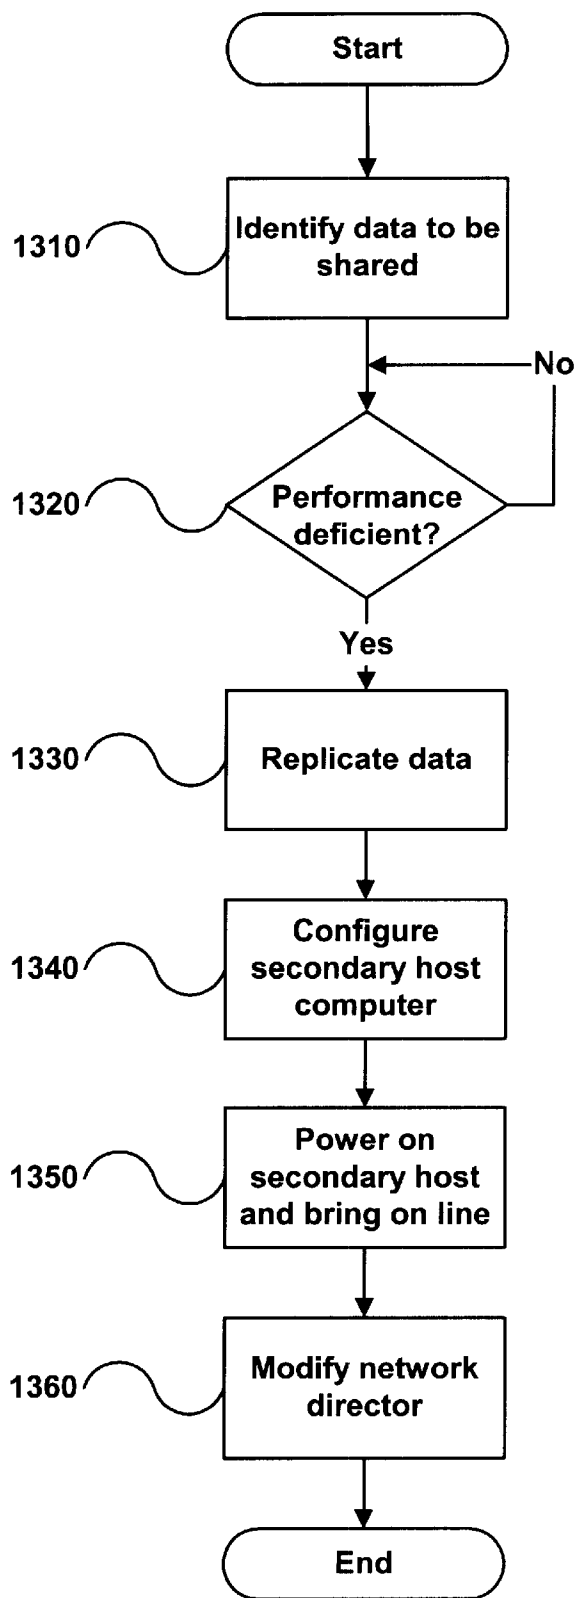 Start
1310
Identify data to be
shared
No
1320
Performance
deficient?
Yes
1330
Replicate data
1340
Configure
secondary host
computer
1350
Power on
secondary host
and bring on line
1360
Modify network
director
End